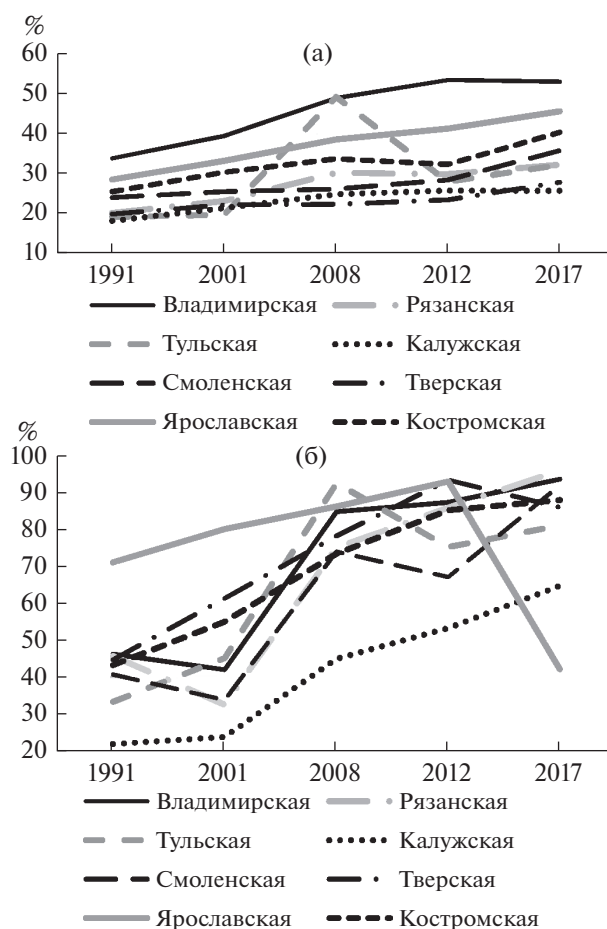 %
(а)
60
50
40
30
20
10
1991 2001 2008 2012 2017
Владимирская Рязанская
Тульская Калужская
Смоленская Тверская
Ярославская Костромская
%
(б)
100
90
80
70
60
50
40
30
20
1991 2001 2008 2012 2017
Владимирская Рязанская
Тульская Калужская
Смоленская Тверская
Ярославская Костромская